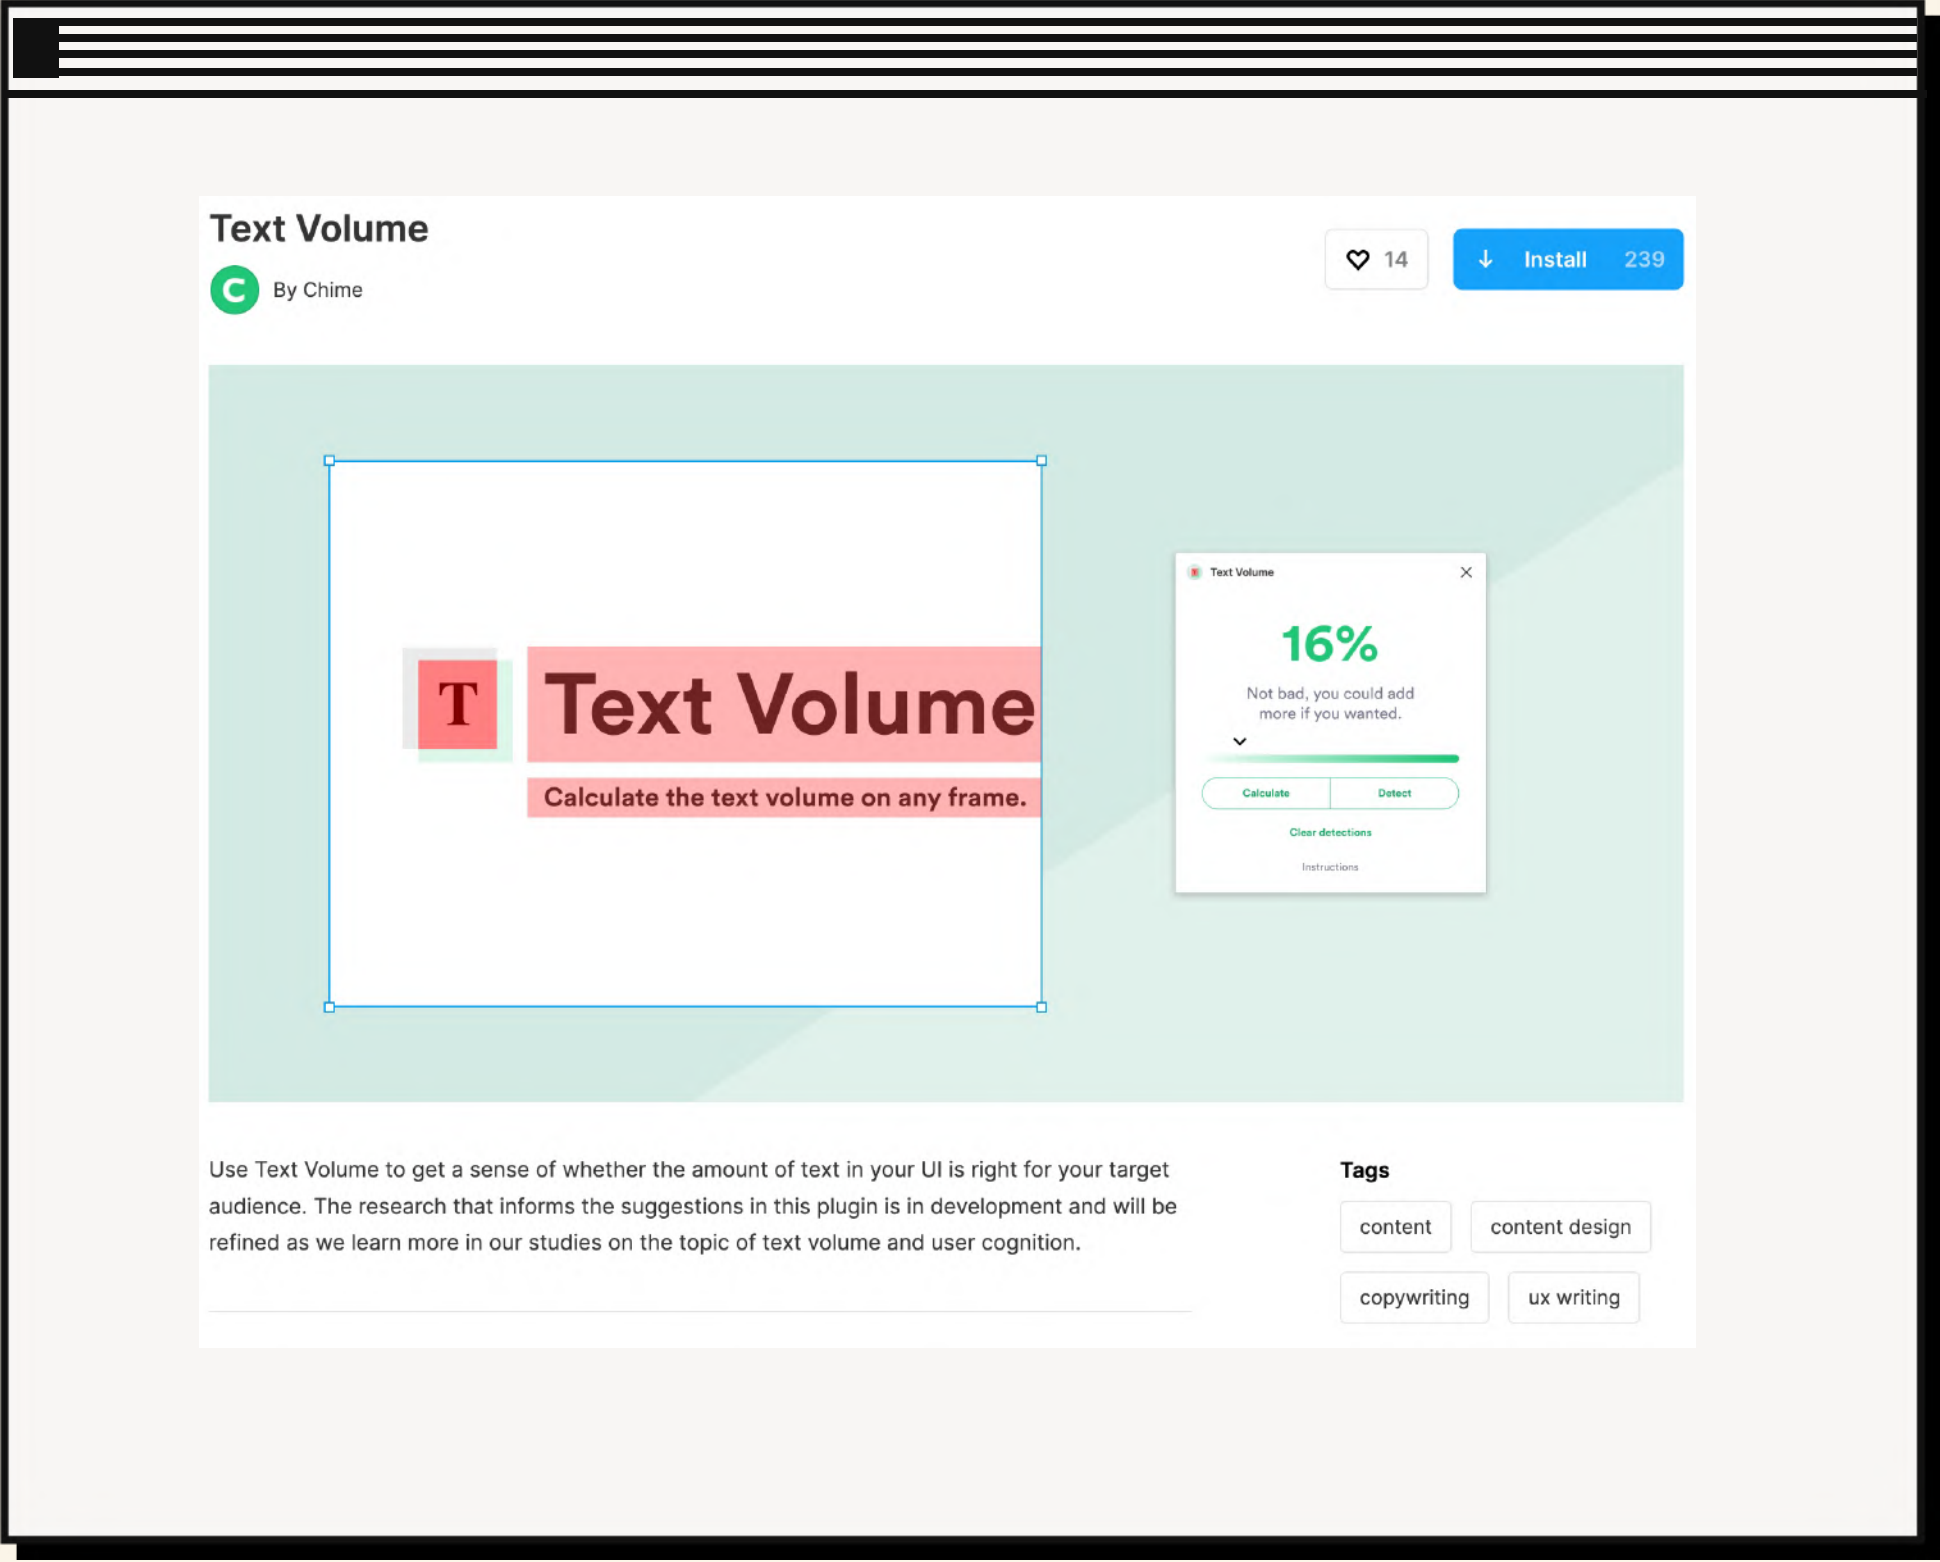 Text Volume
C By Chime
14
Install 239
T
Text Volume
Calculate the text volume on any frame.
Text Volume
16%
Not bad, you could add
more if you wanted.
Calculate Detect
Clear detections
Instructions
Use Text Volume to get a sense of whether the amount of text in your UI is right for your target
audience. The research that informs the suggestions in this plugin is in development and will be
refined as we learn more in our studies on the topic of text volume and user cognition.
Tags
content content design
copywriting ux writing